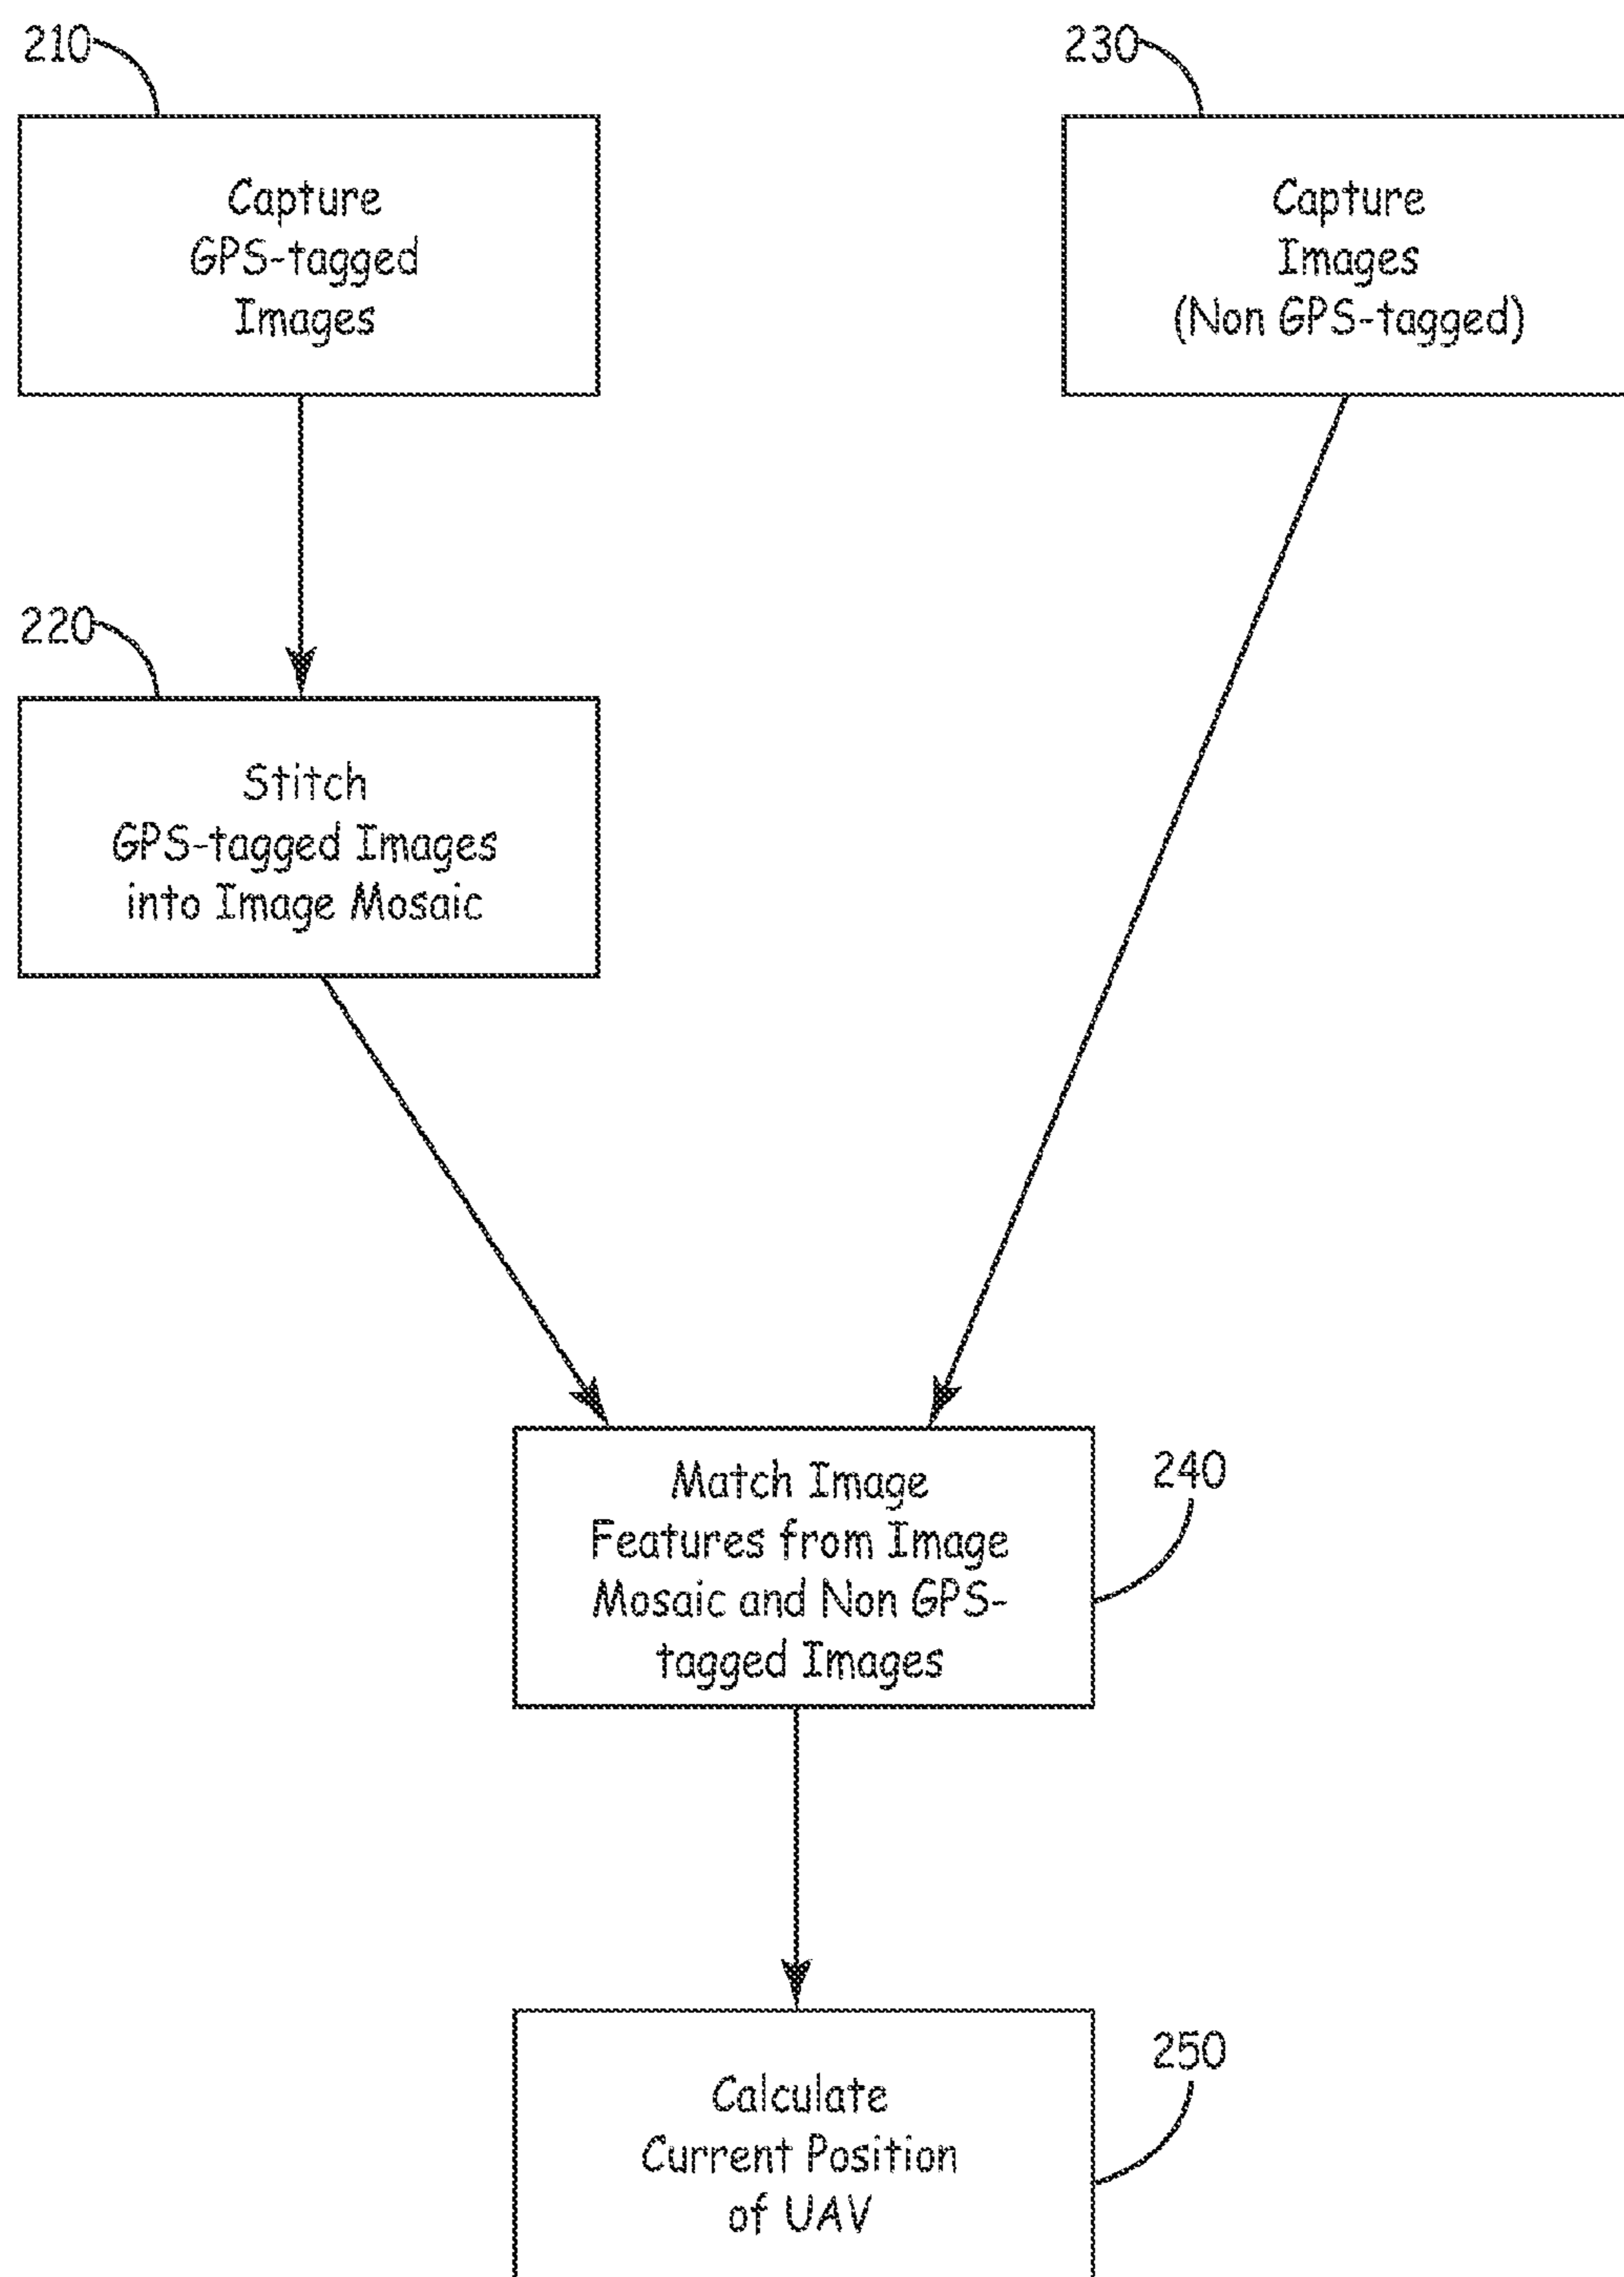 210
Capture
GPS-tagged
Images
230
Capture
Images
(Non GPS-tagged)
220
Stitch
GPS-tagged Images
into Image Mosaic
Match Image
Features from Image
Mosaic and Non GPS-
tagged Images
240
Calculate
Current Position
of UAV
250